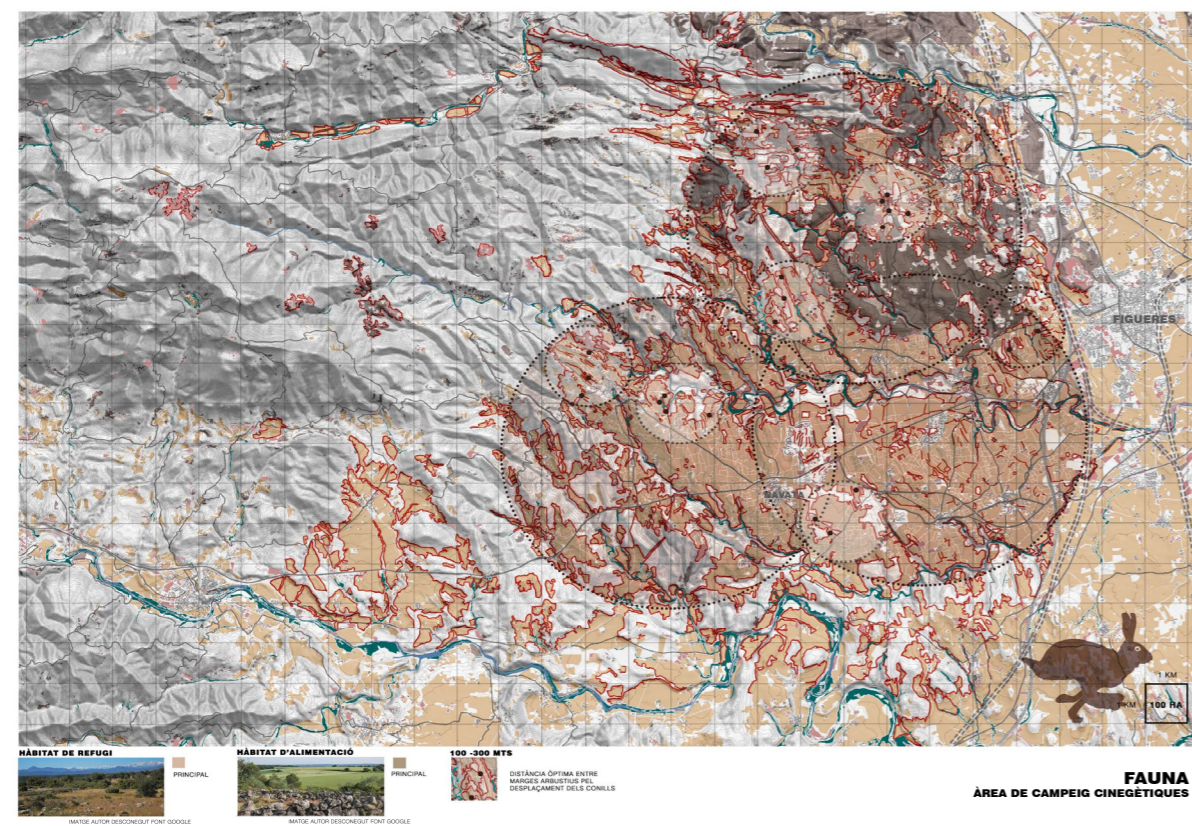 FIGUERES
NAVATA
1 KM
1 KM
100 HA
HÀBITAT DE REFUGI
PRINCIPAL
IMATGE AUTOR DESCONEGUT FONT GOOGLE
HÀBITAT D'ALIMENTACIÓ
PRINCIPAL
IMATGE AUTOR DESCONEGUT FONT GOOGLE
100 -300 MTS
DISTÀNCIA ÒPTIMA ENTRE
MARGES ARBUSTIUS PEL
DESPLAÇAMENT DELS CONILLS
FAUNA
ÀREA DE CAMPEIG CINEGÈTIQUES